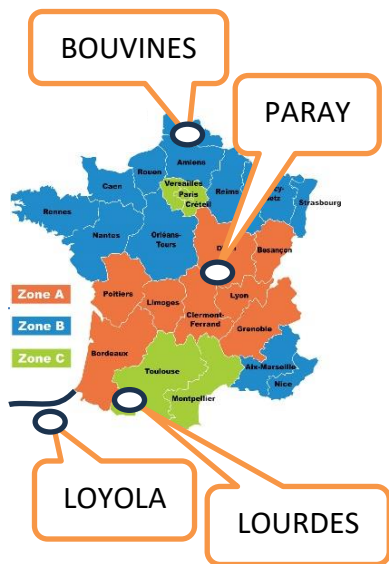 BOUVINES
PARAY
Amiens
Rouen
Caen
Versailles
Paris
Créteil
Reims
Strasbourg
Rennes
Nantes
Orléans-
Tours
Besançon
Zone A
Zone B
Zone C
Poitiers
Limoges
Clermont-
Ferrand
Lyon
Grenoble
Bordeaux
Toulouse
Montpellier
Aix-Marseille
Nice
LOYOLA
LOURDES